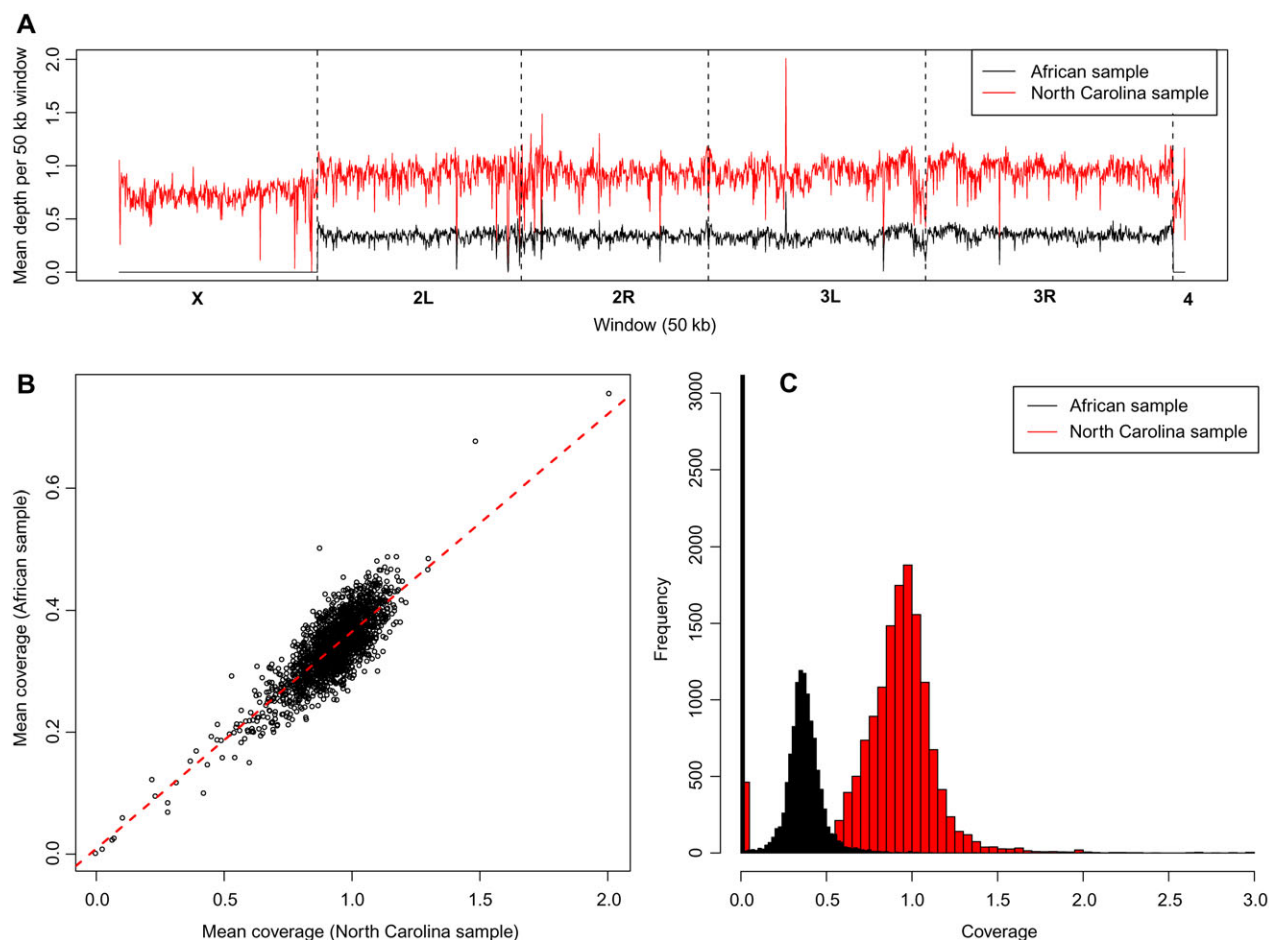 A
Mean depth per 50 kb window
2.0
1.5
1.0
0.5
0.0
African sample
North Carolina sample
X 2L 2R 3L 3R 4
Window (50 kb)
B
Mean coverage (African sample)
0.6
0.4
0.2
0.0
0.0 0.5 1.0 1.5 2.0
Mean coverage (North Carolina sample)
C
Frequency
3000
2500
2000
1500
1000
500
0
African sample
North Carolina sample
0.0 0.5 1.0 1.5 2.0 2.5 3.0
Coverage